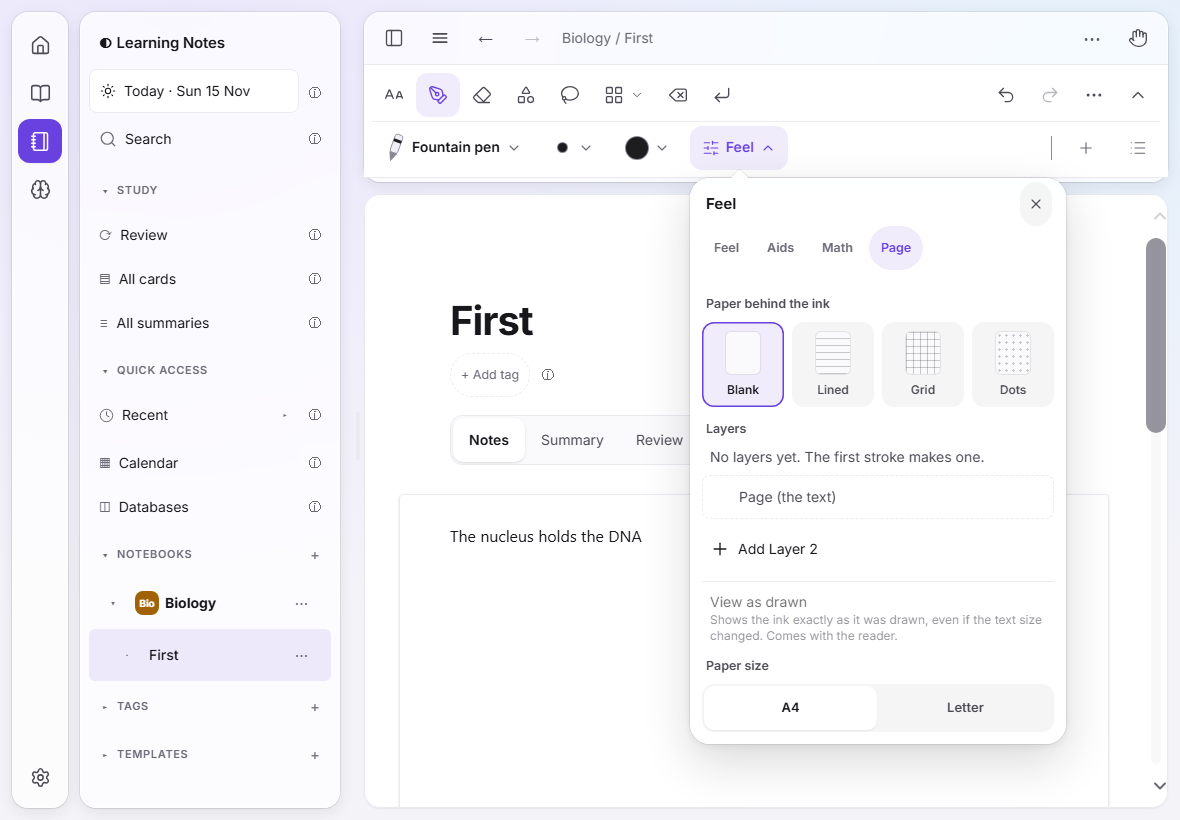 Learning Notes
Today · Sun 15 Nov
Search
STUDY
Review
All cards
All summaries
QUICK ACCESS
Recent
Calendar
Databases
NOTEBOOKS
Bio Biology
First
TAGS
TEMPLATES
Biology / First
AA
Fountain pen
Feel
First
+ Add tag
Notes Summary Review
The nucleus holds the DNA
Feel
Feel Aids Math Page
Paper behind the ink
Blank Lined Grid Dots
Layers
No layers yet. The first stroke makes one.
Page (the text)
Add Layer 2
View as drawn
Shows the ink exactly as it was drawn, even if the text size
changed. Comes with the reader.
Paper size
A4 Letter